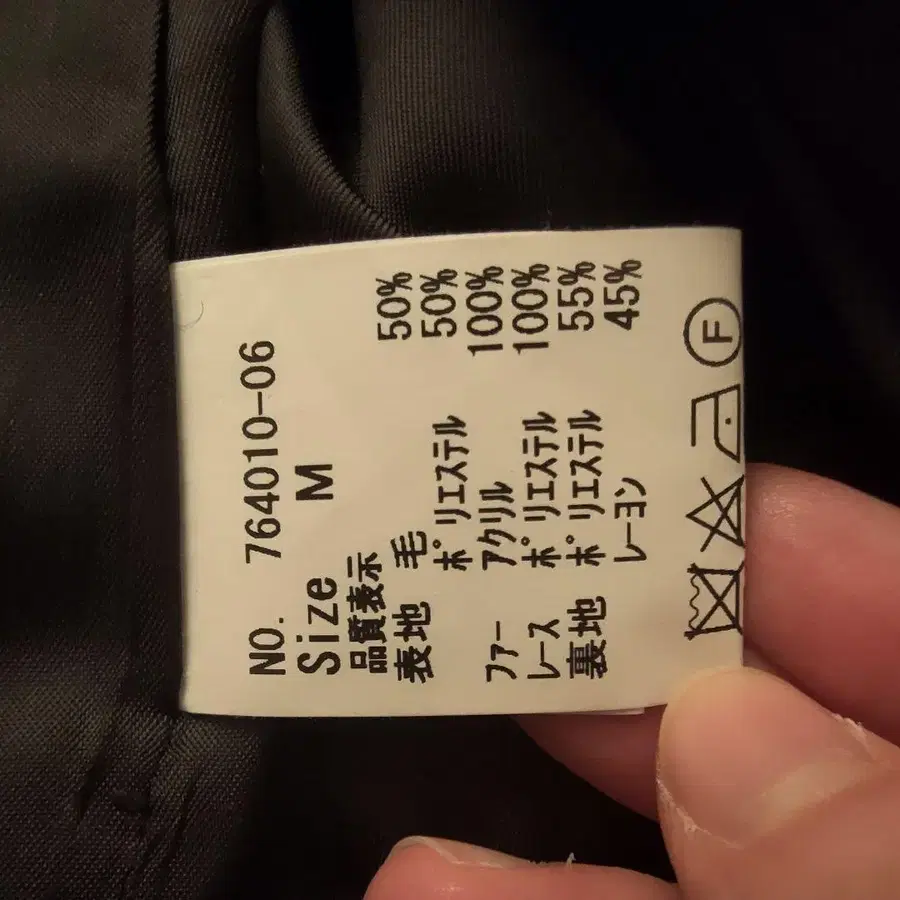 NO. 764010-06
Size M
品質表示
表地 毛 50%
ポリエステル 50%
ファー アクリル 100%
レース ポリエステル 100%
裏地 ポリエステル 55%
レーヨン 45%
F